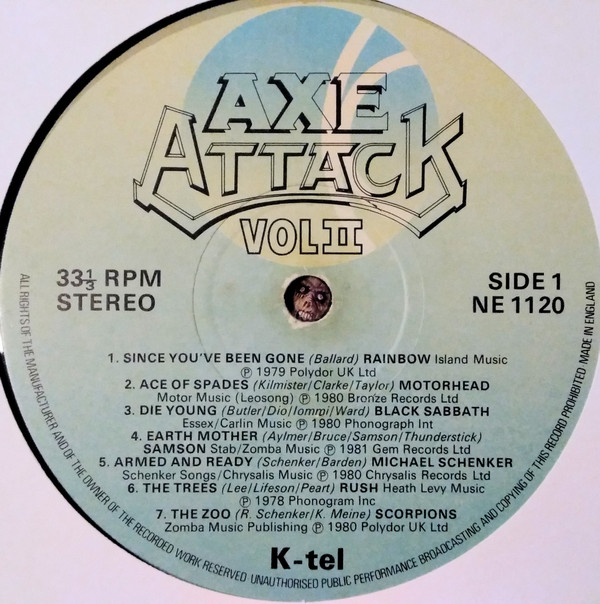 AXE
ATTACK
VOL II
33⅓ RPM
STEREO
SIDE 1
NE 1120
1. SINCE YOU'VE BEEN GONE (Ballard) RAINBOW Island Music
℗ 1979 Polydor UK Ltd
2. ACE OF SPADES (Kilmister/Clarke/Taylor) MOTORHEAD
Motor Music (Leosong) ℗ 1980 Bronze Records Ltd
3. DIE YOUNG (Butler/Dio/Iommi/Ward) BLACK SABBATH
Essex/Carlin Music ℗ 1980 Phonograph Int
4. EARTH MOTHER (Aylmer/Bruce/Samson/Thunderstick)
SAMSON Stab/Zomba Music ℗ 1981 Gem Records Ltd
5. ARMED AND READY (Schenker/Barden) MICHAEL SCHENKER
Schenker Songs/Chrysalis Music ℗ 1980 Chrysalis Records Ltd
6. THE TREES (Lee/Lifeson/Peart) RUSH Heath Levy Music
℗ 1978 Phonogram Inc
7. THE ZOO (R. Schenker/K. Meine) SCORPIONS
Zomba Music Publishing ℗ 1980 Polydor UK Ltd
K-tel
ALL RIGHTS OF THE MANUFACTURER AND OF THE OWNER OF THE RECORDED WORK RESERVED UNAUTHORISED PUBLIC PERFORMANCE BROADCASTING AND COPYING OF THIS RECORD PROHIBITED MADE IN ENGLAND